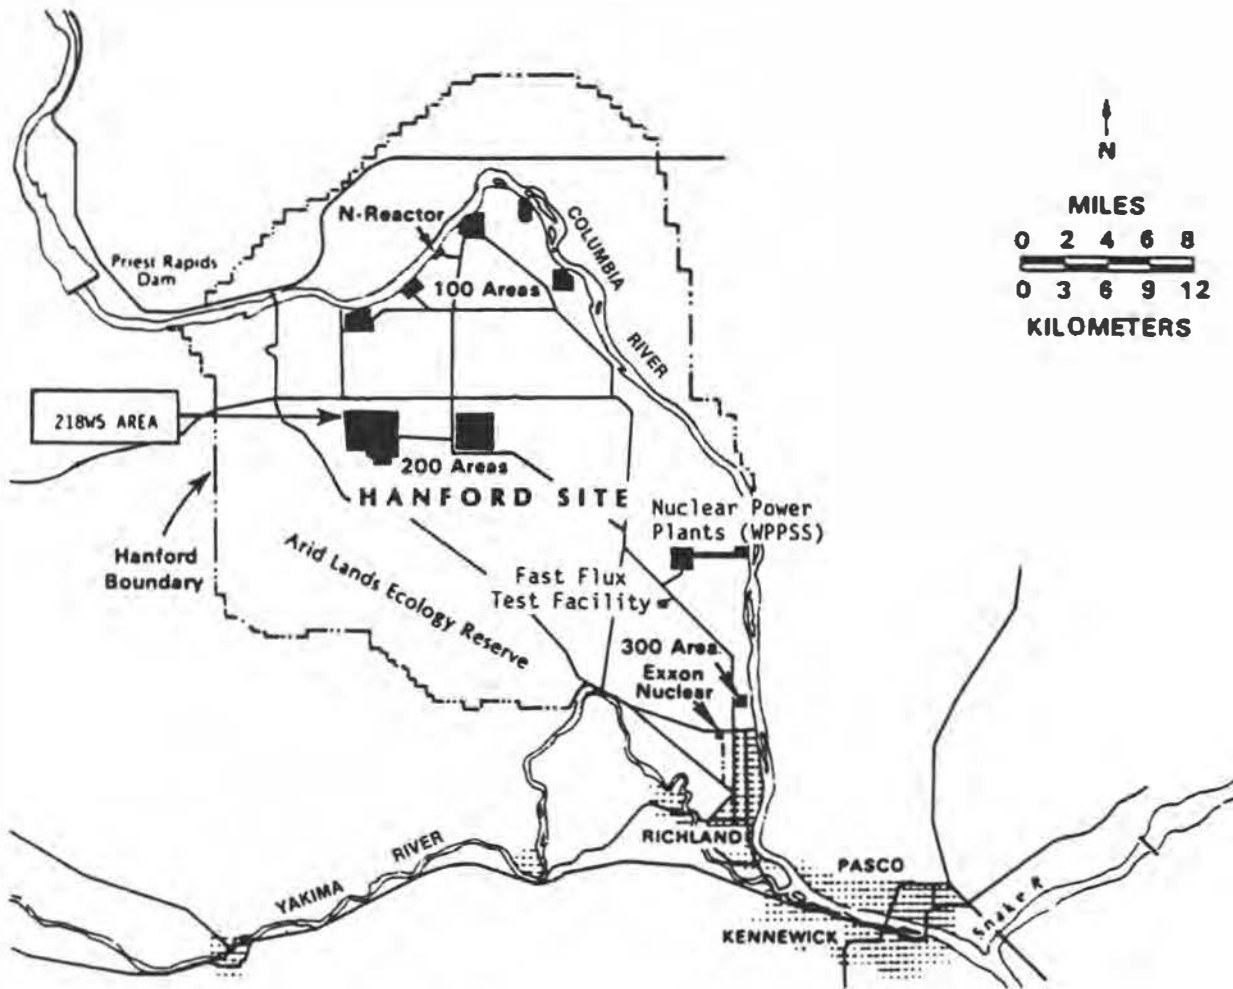 N
MILES
0 2 4 6 8
0 3 6 9 12
KILOMETERS
N-Reactor
COLUMBIA
RIVER
Priest Rapids
Dam
100 Areas
218W5 AREA
200 Areas
HANFORD SITE
Nuclear Power
Plants (WPPSS)
Hanford
Boundary
Arid Lands Ecology Reserve
Fast Flux
Test Facility
300 Area
Exxon
Nuclear
RICHLAND
YAKIMA
RIVER
PASCO
KENNEWICK
Snake R